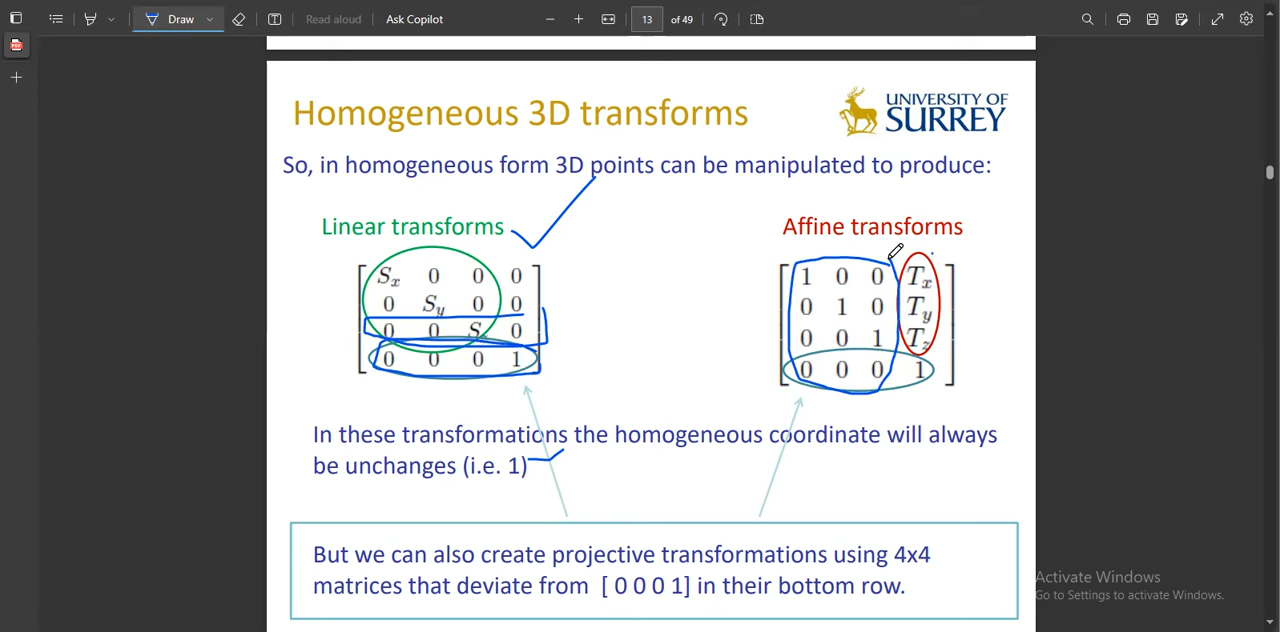 Draw
Read aloud
Ask Copilot
13 of 49
Homogeneous 3D transforms
UNIVERSITY OF
SURREY
So, in homogeneous form 3D points can be manipulated to produce:
Linear transforms
Affine transforms
Sx 0 0 0
0 Sy 0 0
0 0 S 0
0 0 0 1
1 0 0 Tx
0 1 0 Ty
0 0 1 Tz
0 0 0 1
In these transformations the homogeneous coordinate will always
be unchanges (i.e. 1)
But we can also create projective transformations using 4x4
matrices that deviate from [ 0 0 0 1] in their bottom row.
Activate Windows
Go to Settings to activate Windows.